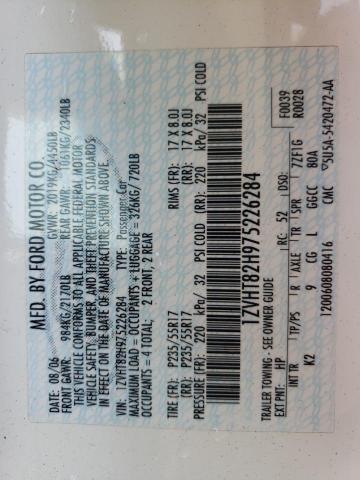 MFD. BY FORD MOTOR CO.
DATE: 08/06 GVWR: 2019KG/4450LB
FRONT GAWR: 984KG/2170LB REAR GAWR: 1061KG/2340LB
THIS VEHICLE CONFORMS TO ALL APPLICABLE FEDERAL MOTOR
VEHICLE SAFETY, BUMPER, AND THEFT PREVENTION STANDARDS
IN EFFECT ON THE DATE OF MANUFACTURE SHOWN ABOVE.
VIN: 1ZVHT82H975226284 TYPE: Passenger Car
MAXIMUM LOAD = OCCUPANTS + LUGGAGE = 326KG/720LB
OCCUPANTS = 4 TOTAL: 2 FRONT, 2 REAR
TIRE (FR): P235/55R17 (RR): P235/55R17 RIMS (FR): 17 X 8.0J (RR): 17 X 8.0J
PRESSURE (FR): 220 kPa/ 32 PSI COLD (RR): 220 kPa/ 32 PSI COLD
1ZVHT82H975226284 F0039
R0028
TRAILER TOWING - SEE OWNER GUIDE
EXT PNT: HP RC: 52 DSO:
INT TR TP/PS R AXLE TR SPR 7ZF1G
K2 9 CG L GGCC BDA
12006080804​16 CMC 5U5A-5420472-AA